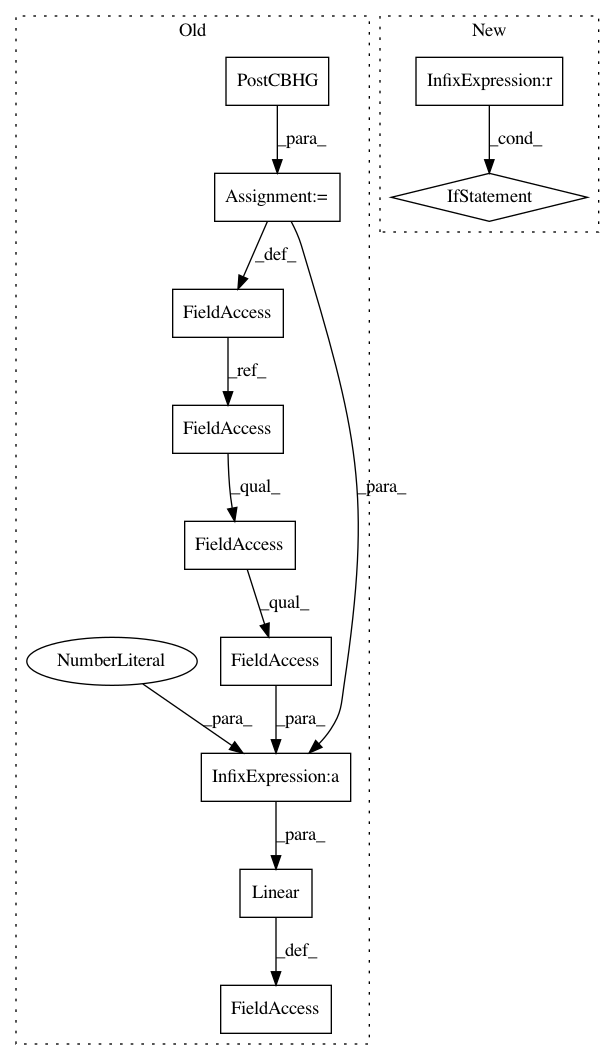 Old
New
PostCBHG
InfixExpression:r
_para_
_cond_
Assignment:=
IfStatement
_def_
FieldAccess
_ref_
FieldAccess
_qual_
_para_
FieldAccess
_qual_
NumberLiteral
FieldAccess
_para_
_para_
InfixExpression:a
_para_
Linear
_def_
FieldAccess